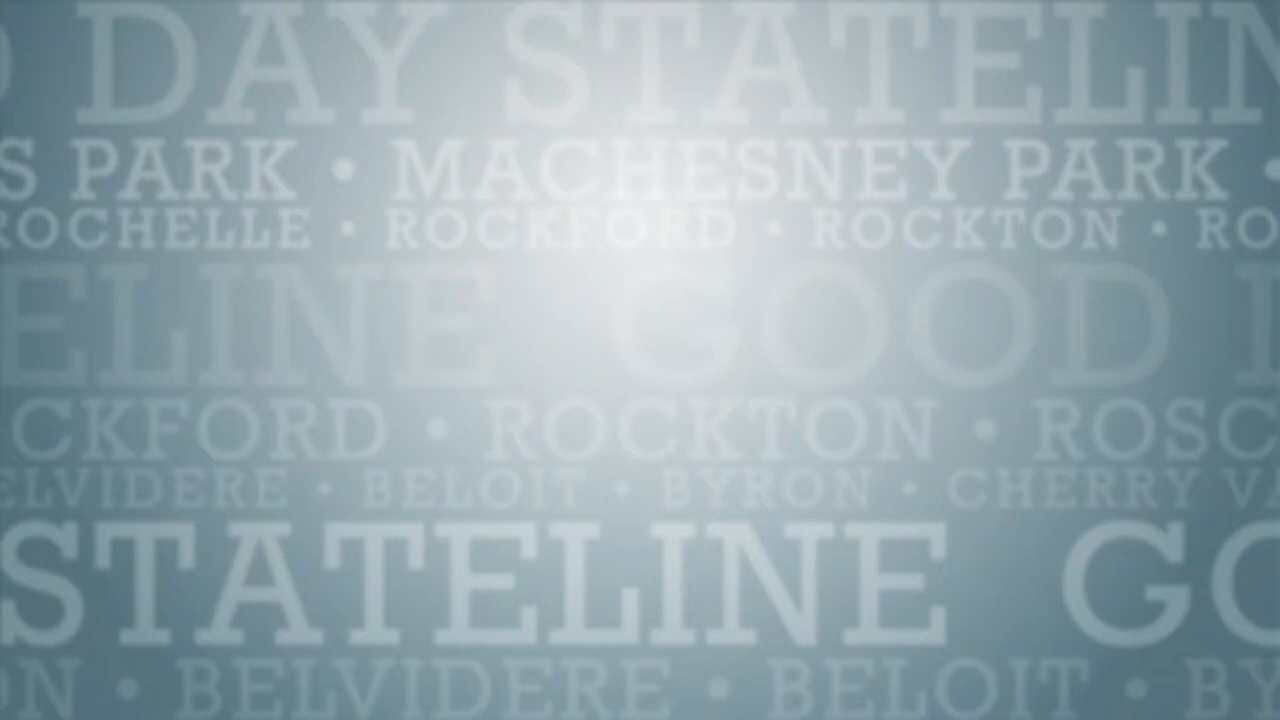 DAY STATELIN
S PARK • MACHESNEY PARK •
ROCHELLE • ROCKFORD • ROCKTON • RO
ELINE GOOD D
CKFORD • ROCKTON • ROSC
ELVIDERE • BELOIT • BYRON • CHERRY VA
STATELINE GO
ON • BELVIDERE • BELOIT • BY